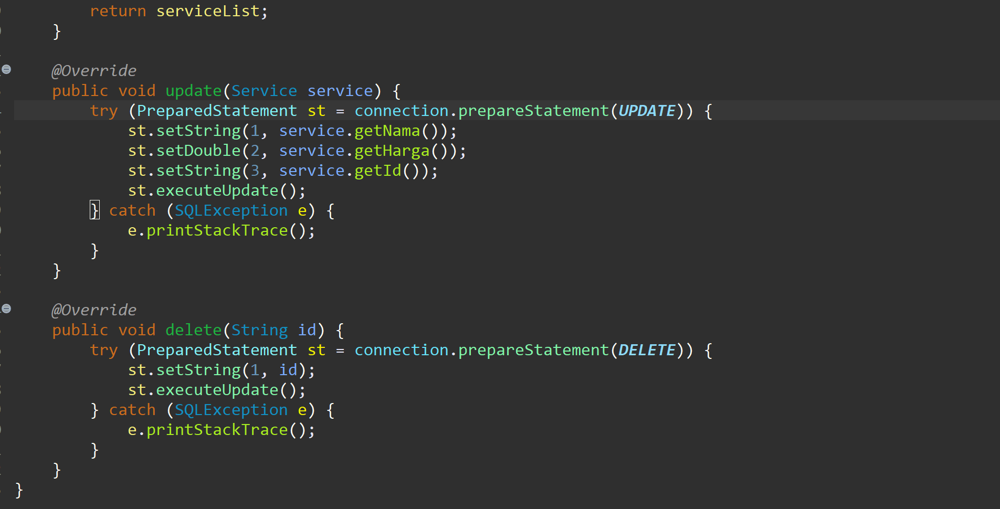 return serviceList;
}
@Override
public void update(Service service) {
try (PreparedStatement st = connection.prepareStatement(UPDATE)) {
st.setString(1, service.getNama());
st.setDouble(2, service.getHarga());
st.setString(3, service.getId());
st.executeUpdate();
} catch (SQLException e) {
e.printStackTrace();
}
}
@Override
public void delete(String id) {
try (PreparedStatement st = connection.prepareStatement(DELETE)) {
st.setString(1, id);
st.executeUpdate();
} catch (SQLException e) {
e.printStackTrace();
}
}
}